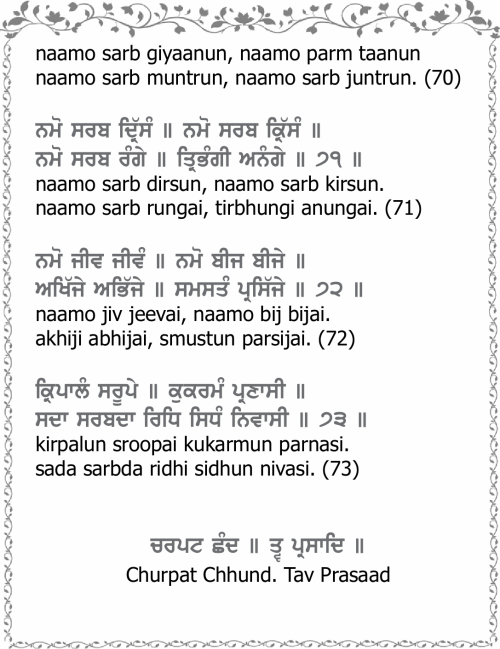 naamo sarb giyaanun, naamo parm taanun
naamo sarb muntrun, naamo sarb juntrun. (70)
ਨਮੋ ਸਰਬ ਦ੍ਰਿੱਸੰ ॥ ਨਮੋ ਸਰਬ ਕ੍ਰਿੱਸੰ ॥
ਨਮੋ ਸਰਬ ਰੰਗੇ ॥ ਤ੍ਰਿਭੰਗੀ ਅਨੰਗੇ ॥ ੭੧ ॥
naamo sarb dirsun, naamo sarb kirsun.
naamo sarb rungai, tirbhungi anungai. (71)
ਨਮੋ ਜੀਵ ਜੀਵੰ ॥ ਨਮੋ ਬੀਜ ਬੀਜੇ ॥
ਅਖਿੱਜੇ ਅਭਿੱਜੇ ॥ ਸਮਸਤੰ ਪ੍ਰਸਿੱਜੇ ॥ ੭੨ ॥
naamo jiv jeevai, naamo bij bijai.
akhiji abhijai, smustun parsijai. (72)
ਕ੍ਰਿਪਾਲੰ ਸਰੂਪੇ ॥ ਕੁਕਰਮੰ ਪ੍ਰਣਾਸੀ ॥
ਸਦਾ ਸਰਬਦਾ ਰਿਧਿ ਸਿਧੰ ਨਿਵਾਸੀ ॥ ੭੩ ॥
kirpalun sroopai kukarmun parnasi.
sada sarbda ridhi sidhun nivasi. (73)
ਚਰਪਟ ਛੰਦ ॥ ਤ੍ਵ ਪ੍ਰਸਾਦਿ ॥
Churpat Chhund. Tav Prasaad